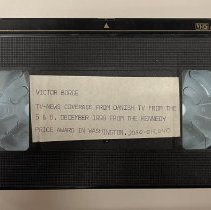 VHS
VICTOR BORGE
TV-NEWS COVERAGE FROM DANISH TV FROM THE
5 & 6. DECEMBER 1999 FROM THE KENNEDY
PRICE AWARD IN WASHINGTON.